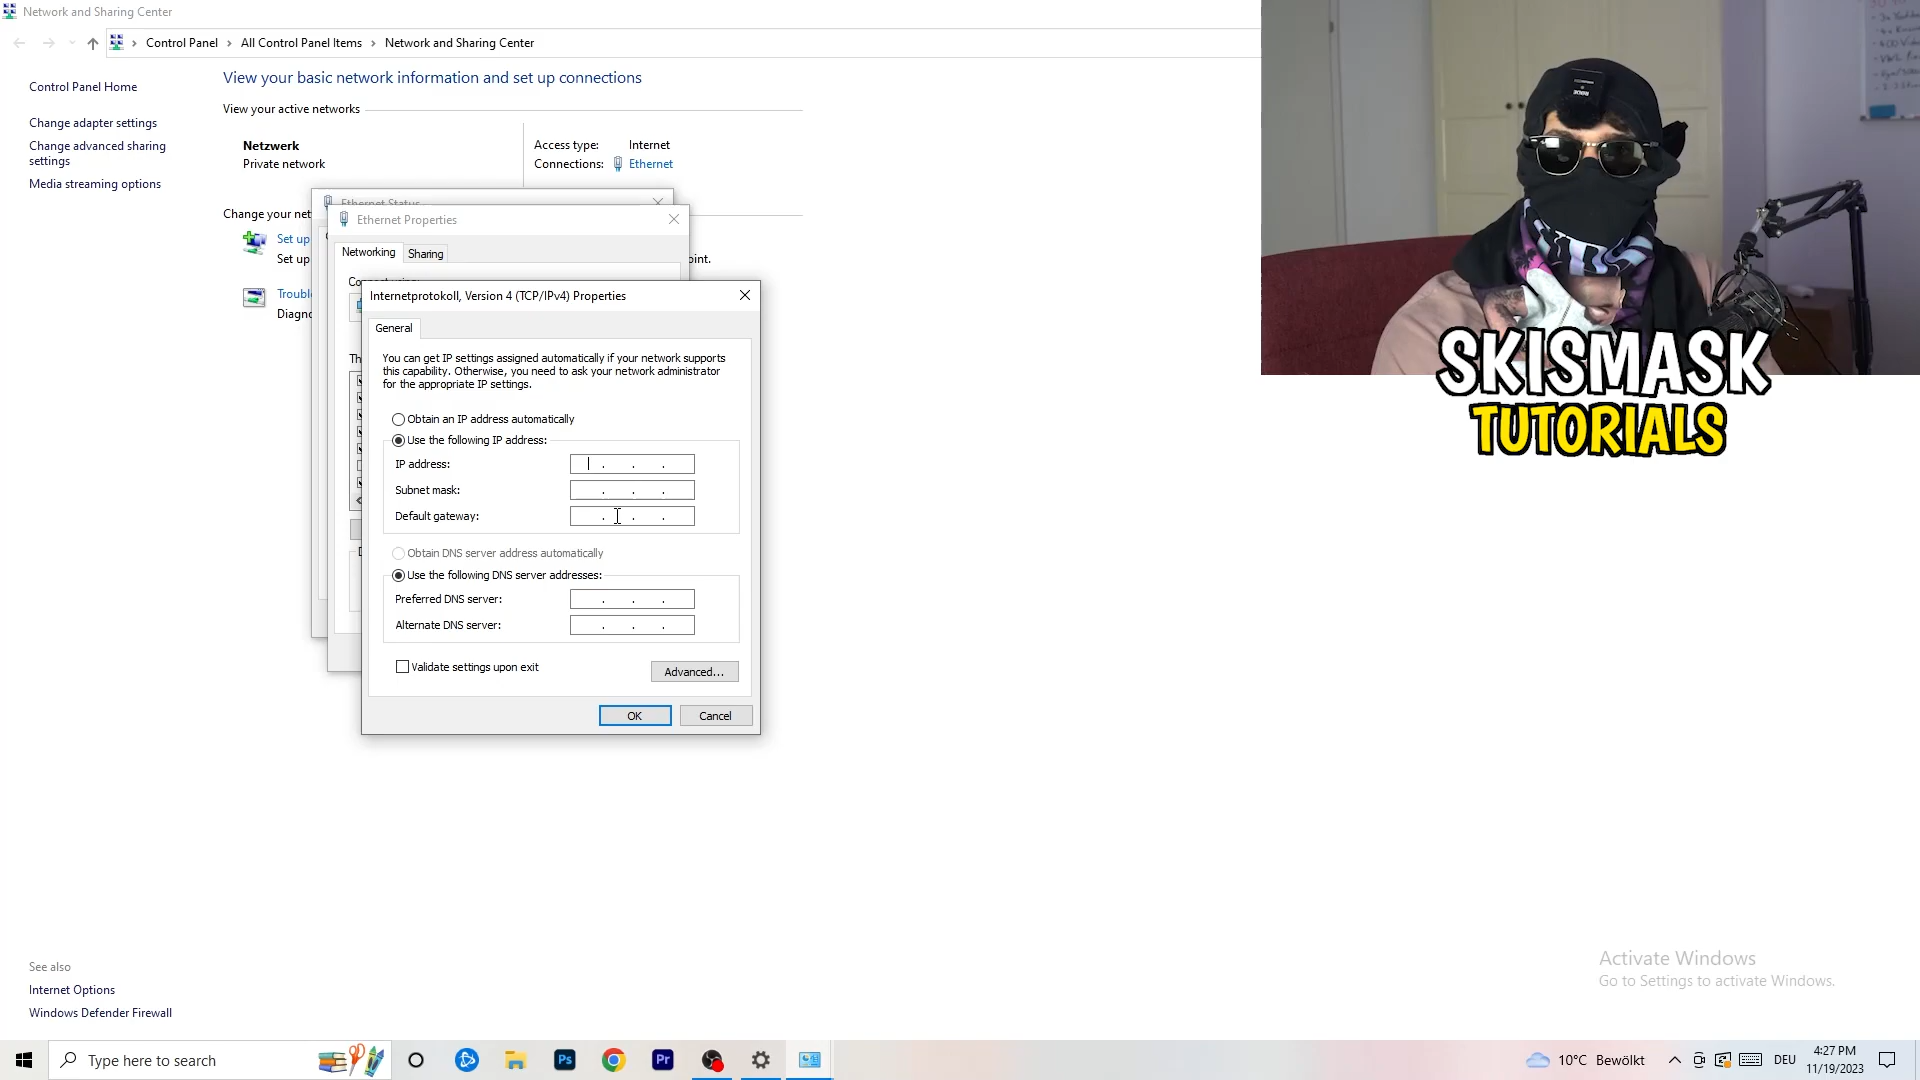 Network and Sharing Center
Control Panel > All Control Panel Items > Network and Sharing Center
Control Panel Home
Change adapter settings
Change advanced sharing
settings
Media streaming options
View your basic network information and set up connections
View your active networks
Netzwerk
Private network
Access type: Internet
Connections: Ethernet
Change your net
Set up
Set up
oint.
Troubl
Diagno
Ethernet Status
Ethernet Properties
Networking
Sharing
Internetprotokoll, Version 4 (TCP/IPv4) Properties
General
You can get IP settings assigned automatically if your network supports
this capability. Otherwise, you need to ask your network administrator
for the appropriate IP settings.
Obtain an IP address automatically
Use the following IP address:
IP address:
Subnet mask:
Default gateway:
Obtain DNS server address automatically
Use the following DNS server addresses:
Preferred DNS server:
Alternate DNS server:
Validate settings upon exit
Advanced...
OK
Cancel
RODE
SKISMASK
TUTORIALS
See also
Internet Options
Windows Defender Firewall
Activate Windows
Go to Settings to activate Windows.
Type here to search
Ps
Pr
10°C Bewölkt
DEU
4:27 PM
11/19/2023